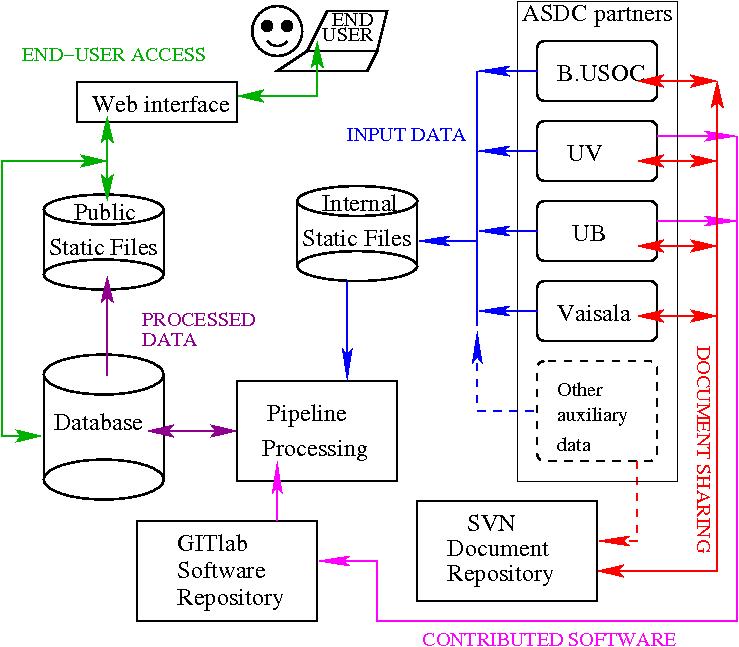 END
USER
ASDC partners
END-USER ACCESS
B.USOC
Web interface
INPUT DATA
UV
Public
Static Files
Internal
Static Files
UB
Vaisala
PROCESSED
DATA
Other
auxiliary
data
Database
Pipeline
Processing
DOCUMENT SHARING
SVN
Document
Repository
GITlab
Software
Repository
CONTRIBUTED SOFTWARE